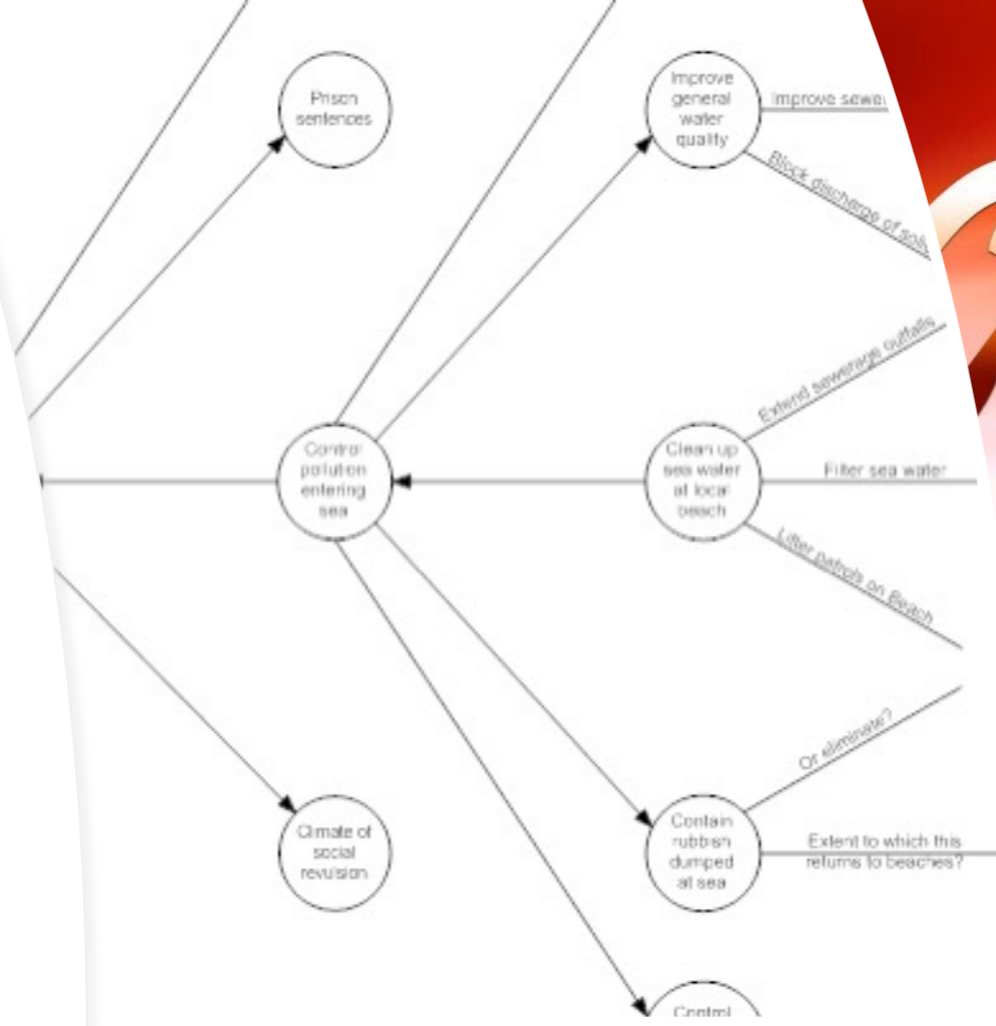 Prison
sentences
Improve
general
water
quality
Improve
Block discharge of
Extend sewerage outfalls
Control
pollution
entering
sea
Clean up
sea water
at local
beach
Filter sea water
Litter patrols on Beach
Or eliminate?
Climate of
social
revulsion
Contain
rubbish
dumped
at sea
Extent to which this
returns to beaches?
Control